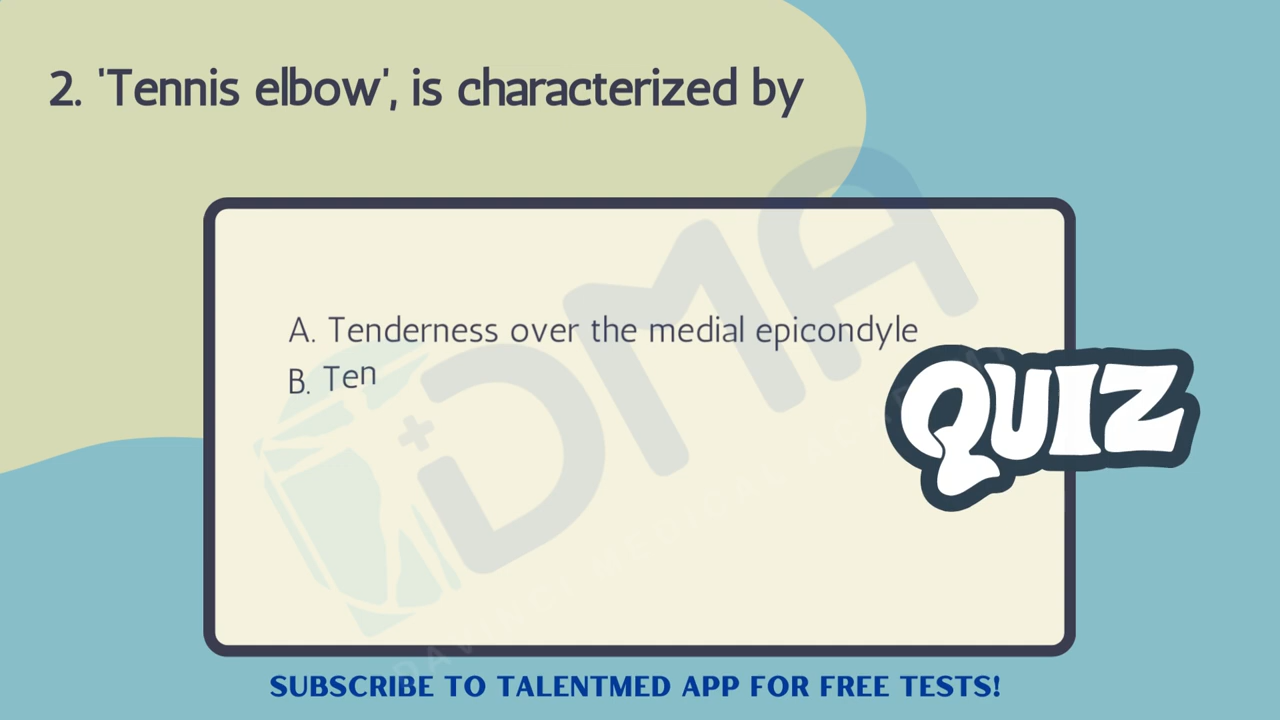 2. 'Tennis elbow', is characterized by
A. Tenderness over the medial epicondyle
B. Ten
DMA
QUIZ
SUBSCRIBE TO TALENTMED APP FOR FREE TESTS!